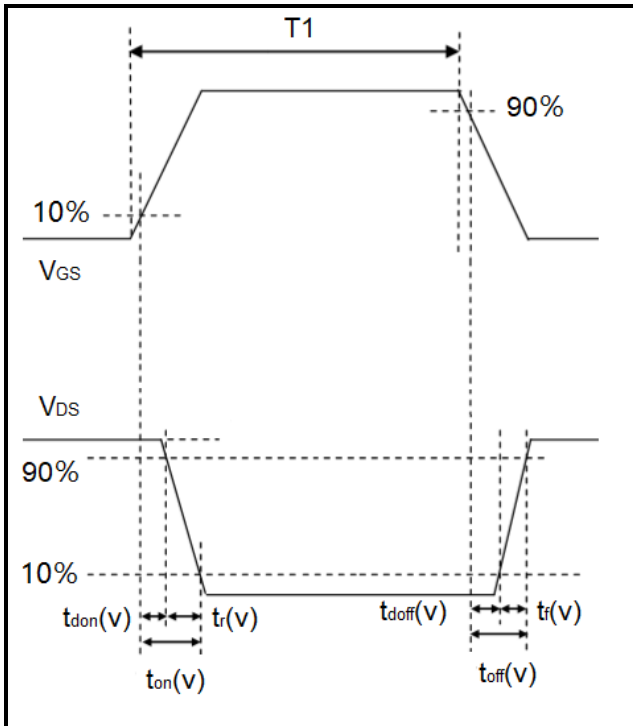 T1
90%
10%
VGS
VDS
90%
10%
tdon(v) tr(v) tdoff(v) tf(v)
ton(v) toff(v)